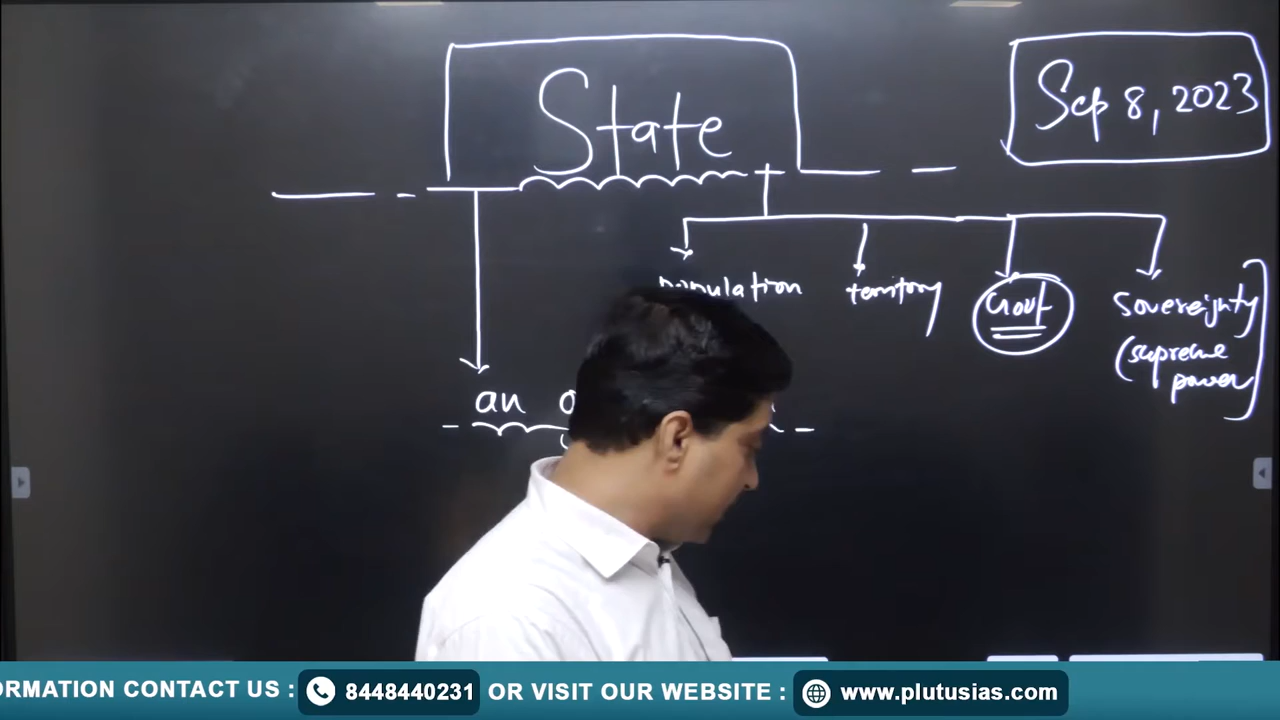 State
Sep 8, 2023
population territory Govt Sovereighty
(supreme
power
an
ORMATION CONTACT US : 8448440231 OR VISIT OUR WEBSITE : www.plutusias.com